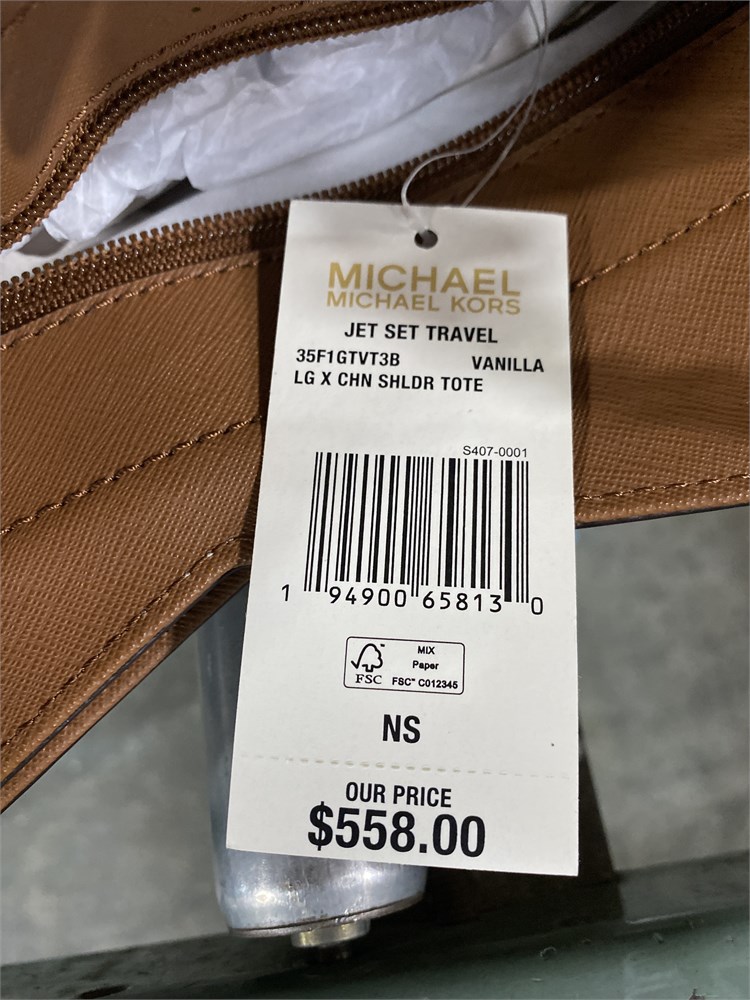 MICHAEL
MICHAEL KORS
JET SET TRAVEL
35F1GTVT3B VANILLA
LG X CHN SHLDR TOTE
S407-0001
1 94900 65813 0
MIX
Paper
FSC FSC™ C012345
NS
OUR PRICE
$558.00